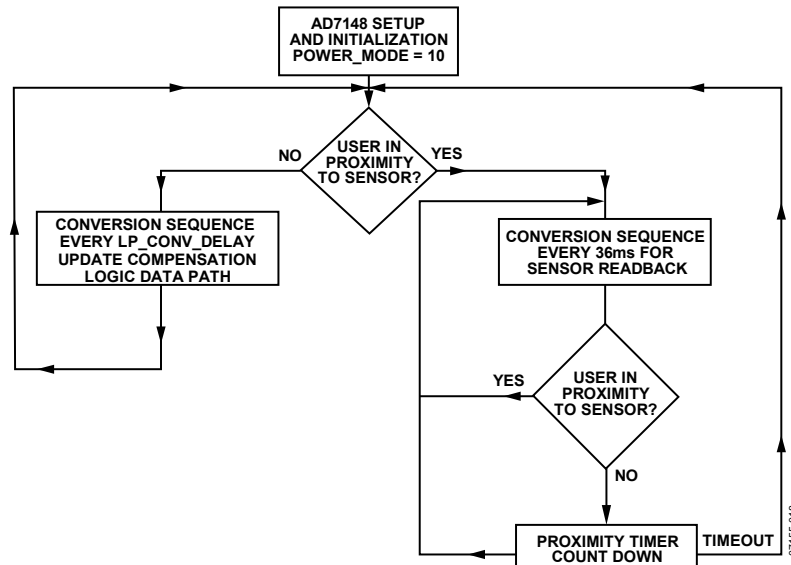 AD7148 SETUP
AND INITIALIZATION
POWER_MODE = 10
USER IN
PROXIMITY
TO SENSOR?
NO
YES
CONVERSION SEQUENCE
EVERY LP_CONV_DELAY
UPDATE COMPENSATION
LOGIC DATA PATH
CONVERSION SEQUENCE
EVERY 36ms FOR
SENSOR READBACK
YES
USER IN
PROXIMITY
TO SENSOR?
NO
PROXIMITY TIMER
COUNT DOWN
TIMEOUT